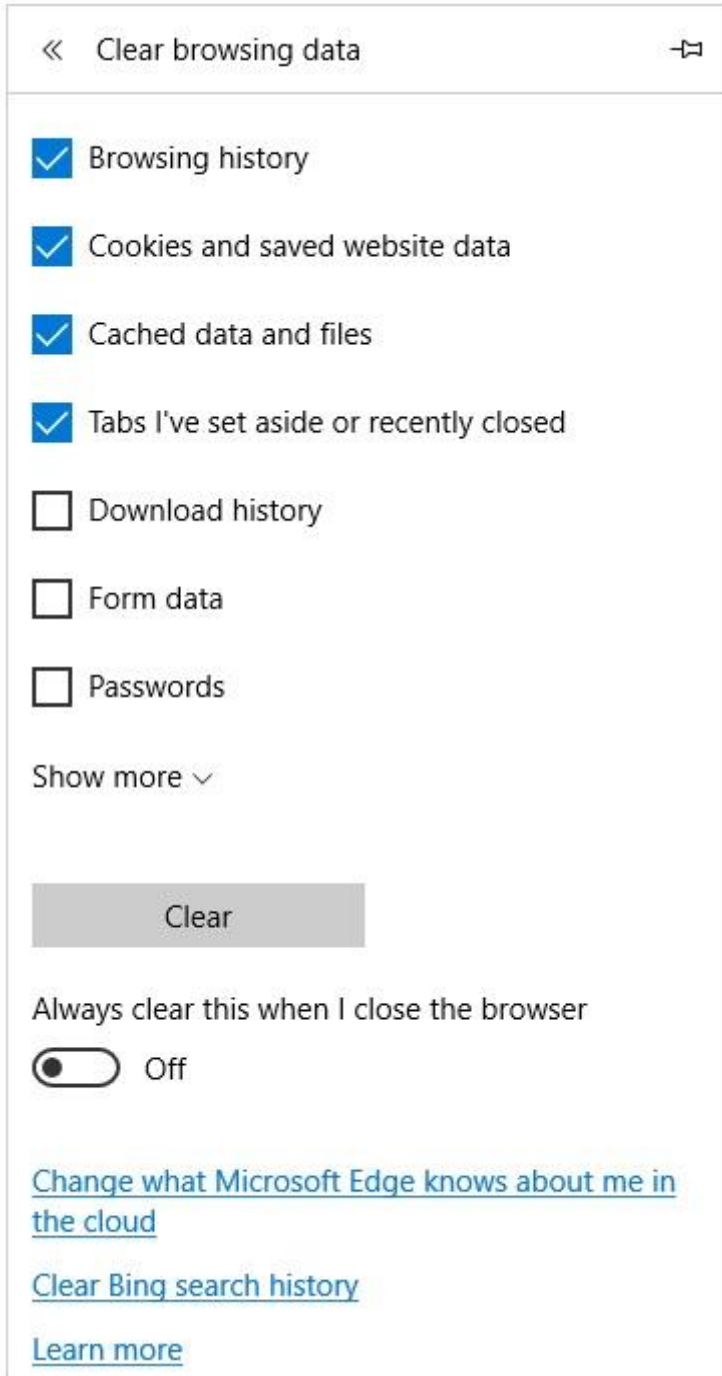 Clear browsing data
Browsing history
Cookies and saved website data
Cached data and files
Tabs I've set aside or recently closed
Download history
Form data
Passwords
Show more
Clear
Always clear this when I close the browser
Off
Change what Microsoft Edge knows about me in
the cloud
Clear Bing search history
Learn more